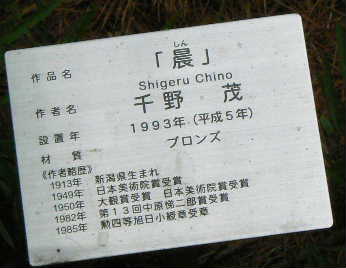 しん
作品名 「晨」
Shigeru Chino
作者名 千野 茂
設置年 1993年（平成5年）
材質 ブロンズ
《作者略歴》
1913年 新潟県生まれ
1949年 日本美術院賞受賞
1950年 大観賞受賞 日本美術院賞受賞
1982年 第13回中原悌二郎賞受賞
1985年 勲四等旭日小綬章受章